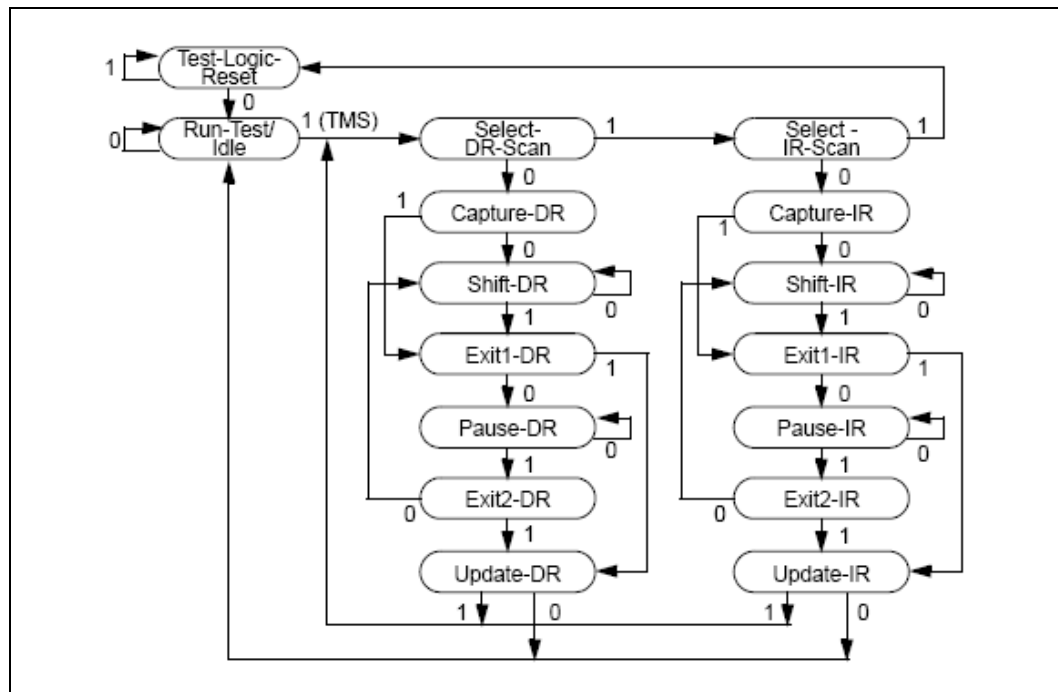 Test-Logic-
Reset
1
0
Run-Test/
Idle
0
1 (TMS)
Select-
DR-Scan
1
Select -
IR-Scan
1
0
0
1
Capture-DR
1
Capture-IR
0
0
Shift-DR
0
Shift-IR
0
1
1
Exit1-DR
1
Exit1-IR
1
0
0
Pause-DR
0
Pause-IR
0
1
1
Exit2-DR
0
Exit2-IR
0
1
1
Update-DR
Update-IR
1
0
1
0